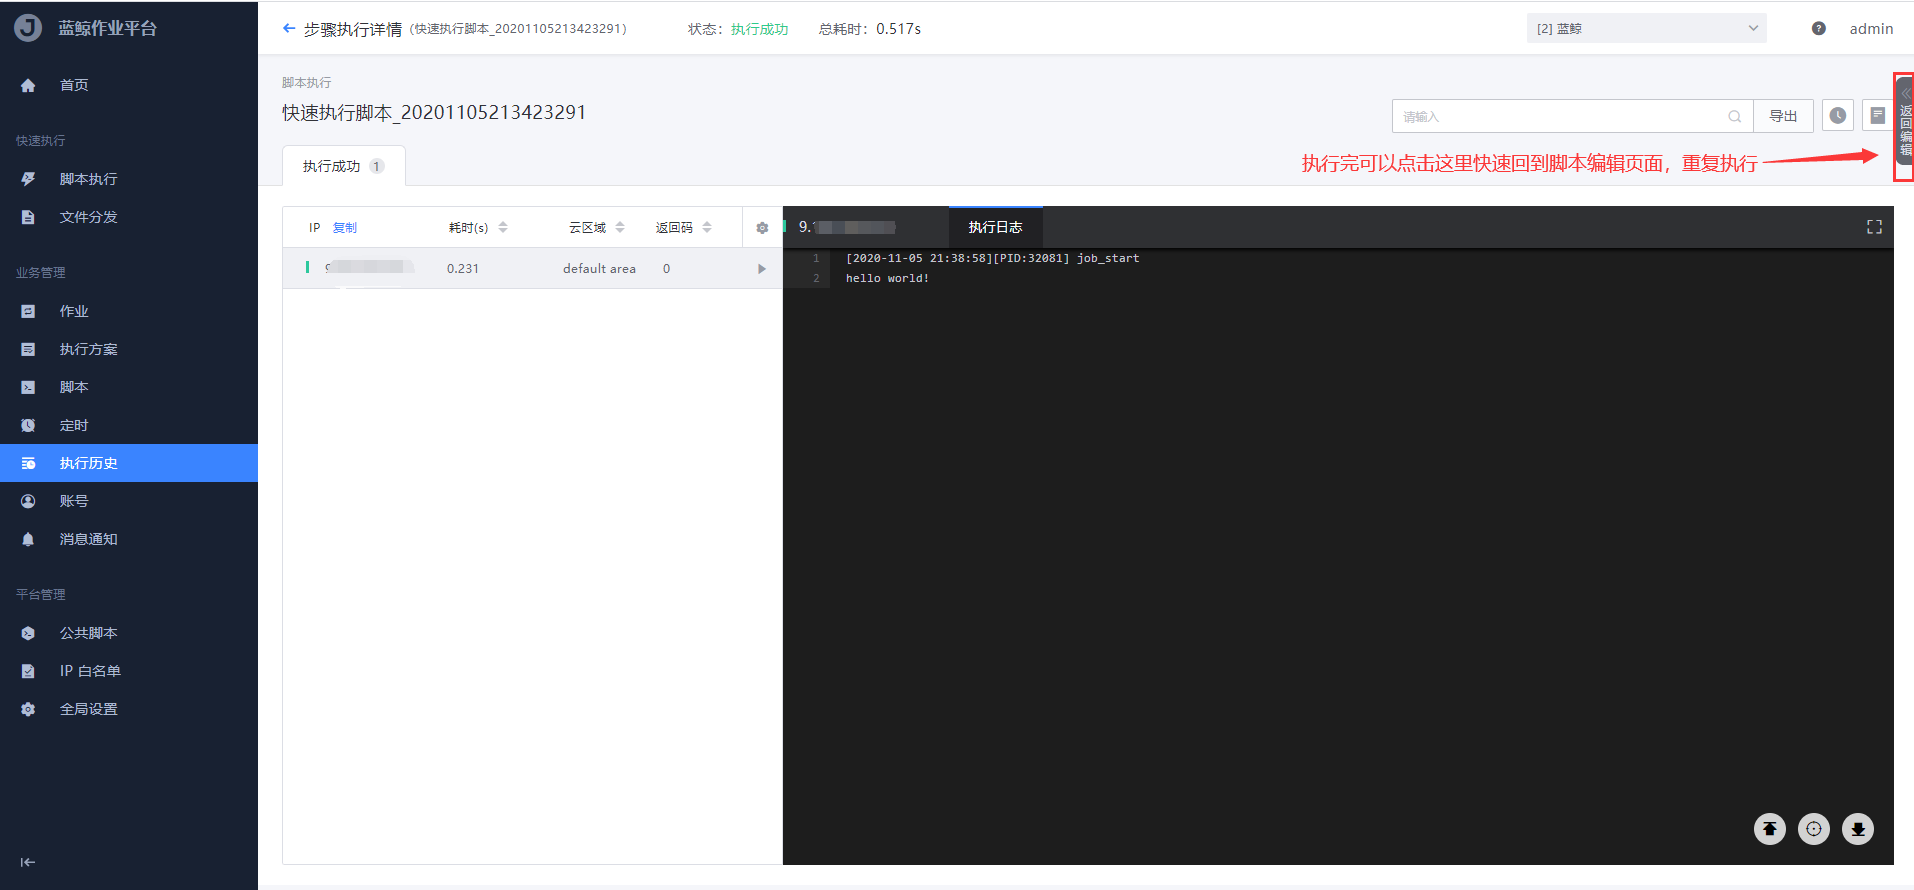 蓝鲸作业平台
首页
快速执行
脚本执行
文件分发
业务管理
作业
执行方案
脚本
定时
执行历史
账号
消息通知
平台管理
公共脚本
IP 白名单
全局设置
步骤执行详情 (快速执行脚本_20201105213423291) 状态: 执行成功 总耗时: 0.517s [2] 蓝鲸 admin
脚本执行
快速执行脚本_20201105213423291
请输入 导出
返回编辑
执行完可以点击这里快速回到脚本编辑页面，重复执行
执行成功 1
IP 复制 耗时(s) 云区域 返回码
0.231 default area 0
9. 执行日志
1 [2020-11-05 21:38:58][PID:32081] job_start
2 hello world!